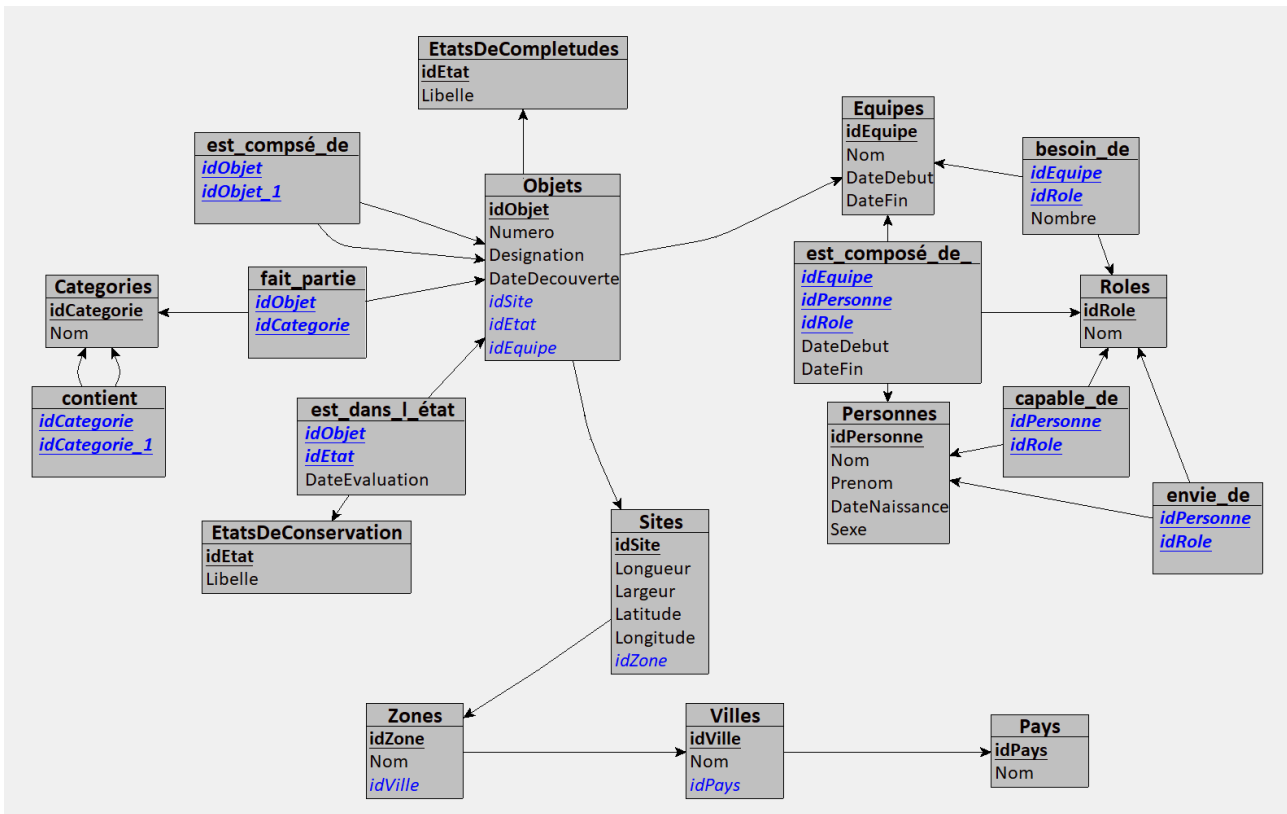 EtatsDeCompletudes
idEtat
Libelle
est_compsé_de
idObjet
idObjet_1
Objets
idObjet
Numero
Designation
DateDecouverte
idSite
idEtat
idEquipe
Equipes
idEquipe
Nom
DateDebut
DateFin
besoin_de
idEquipe
idRole
Nombre
est_composé_de_
idEquipe
idPersonne
idRole
DateDebut
DateFin
Roles
idRole
Nom
Categories
idCategorie
Nom
fait_partie
idObjet
idCategorie
contient
idCategorie
idCategorie_1
est_dans_l_état
idObjet
idEtat
DateEvaluation
EtatsDeConservation
idEtat
Libelle
Personnes
idPersonne
Nom
Prenom
DateNaissance
Sexe
capable_de
idPersonne
idRole
envie_de
idPersonne
idRole
Sites
idSite
Longueur
Largeur
Latitude
Longitude
idZone
Zones
idZone
Nom
idVille
Villes
idVille
Nom
idPays
Pays
idPays
Nom